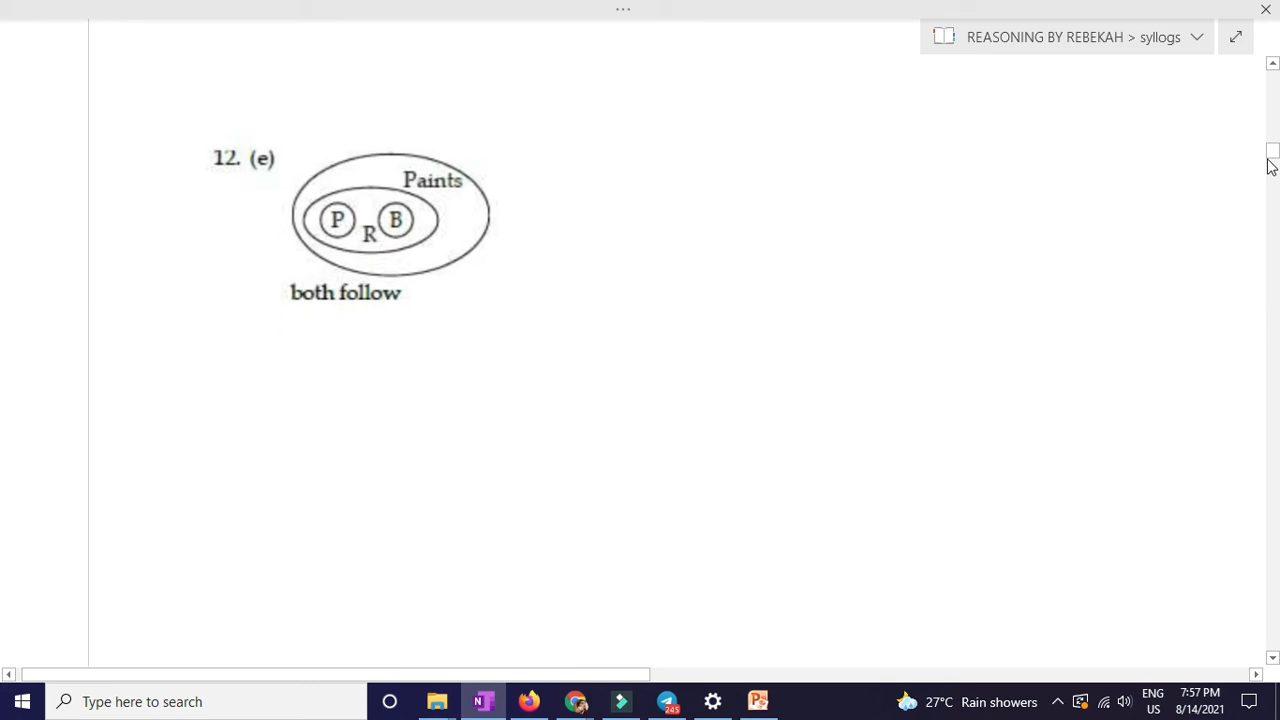 REASONING BY REBEKAH > syllogs
12. (e)
Paints
P
B
R
both follow
Type here to search
245
27°C Rain showers
ENG
US
7:57 PM
8/14/2021